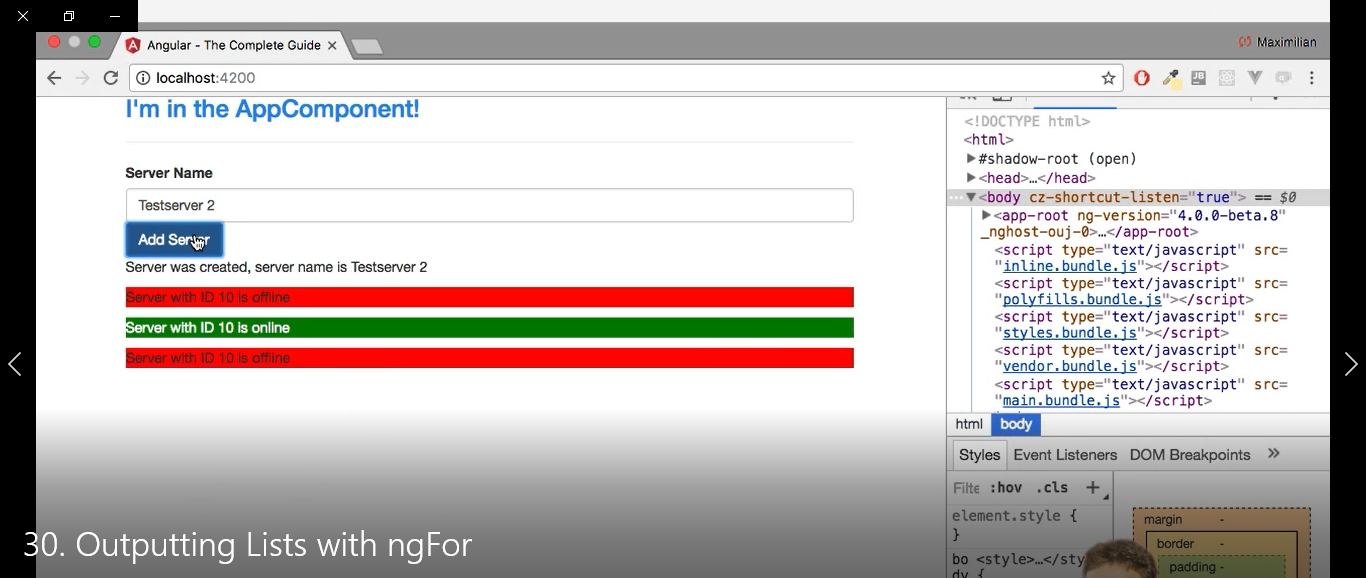 Angular - The Complete Guide
Maximilian
localhost:4200
I'm in the AppComponent!
Server Name
Testserver 2
Add Server
Server was created, server name is Testserver 2
Server with ID 10 is offline
Server with ID 10 is online
Server with ID 10 is offline
<!DOCTYPE html>
<html>
▶#shadow-root (open)
▶<head>…</head>
…▼<body cz-shortcut-listen="true"> == $0
▶<app-root ng-version="4.0.0-beta.8"
_nghost-ouj-0>…</app-root>
<script type="text/javascript" src=
"inline.bundle.js"></script>
<script type="text/javascript" src=
"polyfills.bundle.js"></script>
<script type="text/javascript" src=
"styles.bundle.js"></script>
<script type="text/javascript" src=
"vendor.bundle.js"></script>
<script type="text/javascript" src=
"main.bundle.js"></script>
html body
Styles Event Listeners DOM Breakpoints »
Filte :hov .cls +
element.style {
}
bo <style>…</sty
dy {
margin -
border -
padding -
30. Outputting Lists with ngFor